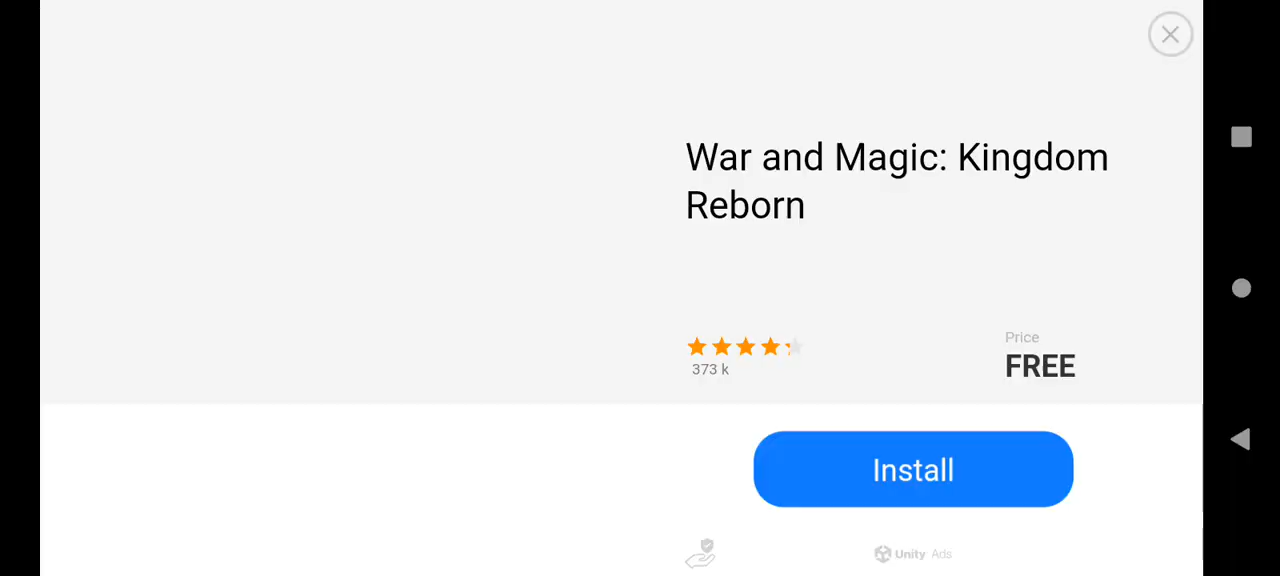 War and Magic: Kingdom
Reborn
Price
373 k
FREE
Install
Unity Ads